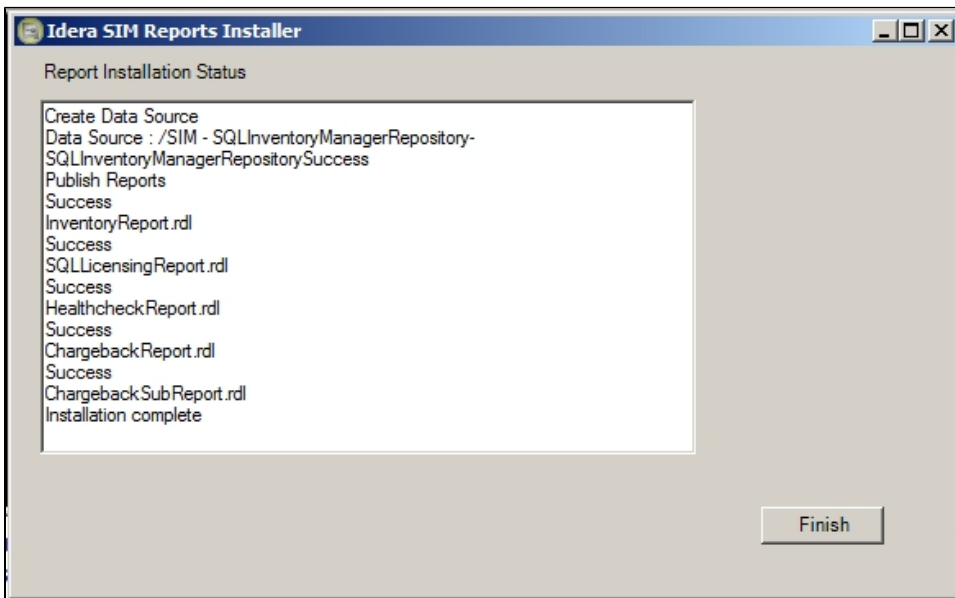 Idera SIM Reports Installer
Report Installation Status
Create Data Source
Data Source : /SIM - SQLInventoryManagerRepository-
SQLInventoryManagerRepositorySuccess
Publish Reports
Success
InventoryReport.rdl
Success
SQLLicensingReport.rdl
Success
HealthcheckReport.rdl
Success
ChargebackReport.rdl
Success
ChargebackSubReport.rdl
Installation complete
Finish